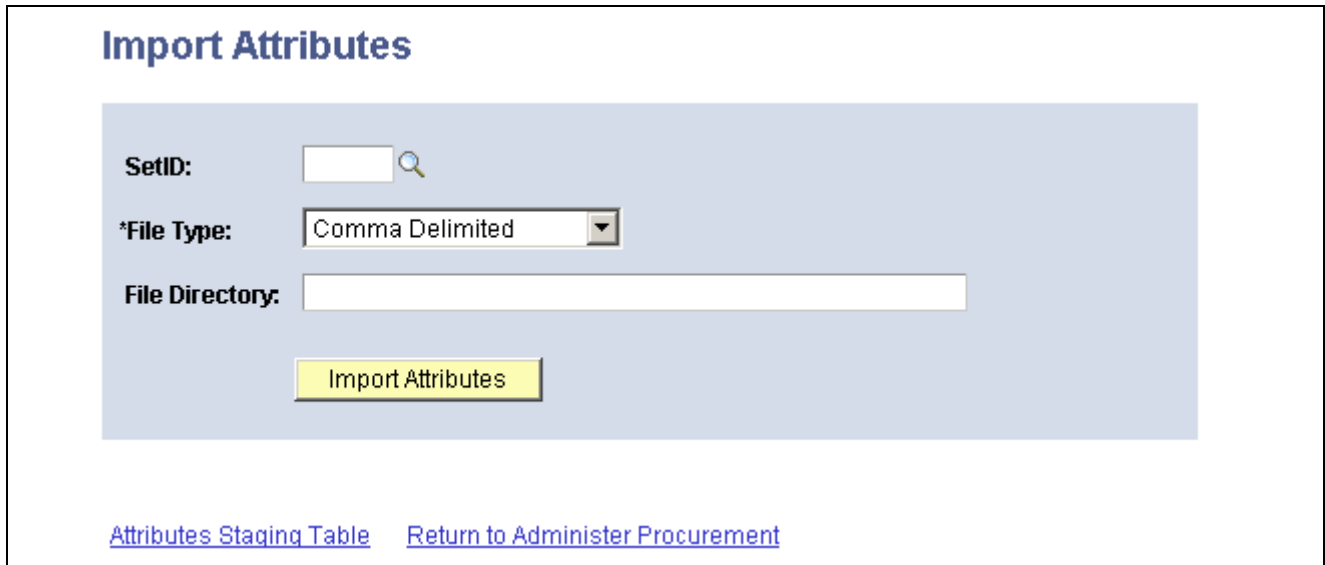 Import Attributes
SetID:
*File Type: Comma Delimited
File Directory:
Import Attributes
Attributes Staging Table Return to Administer Procurement